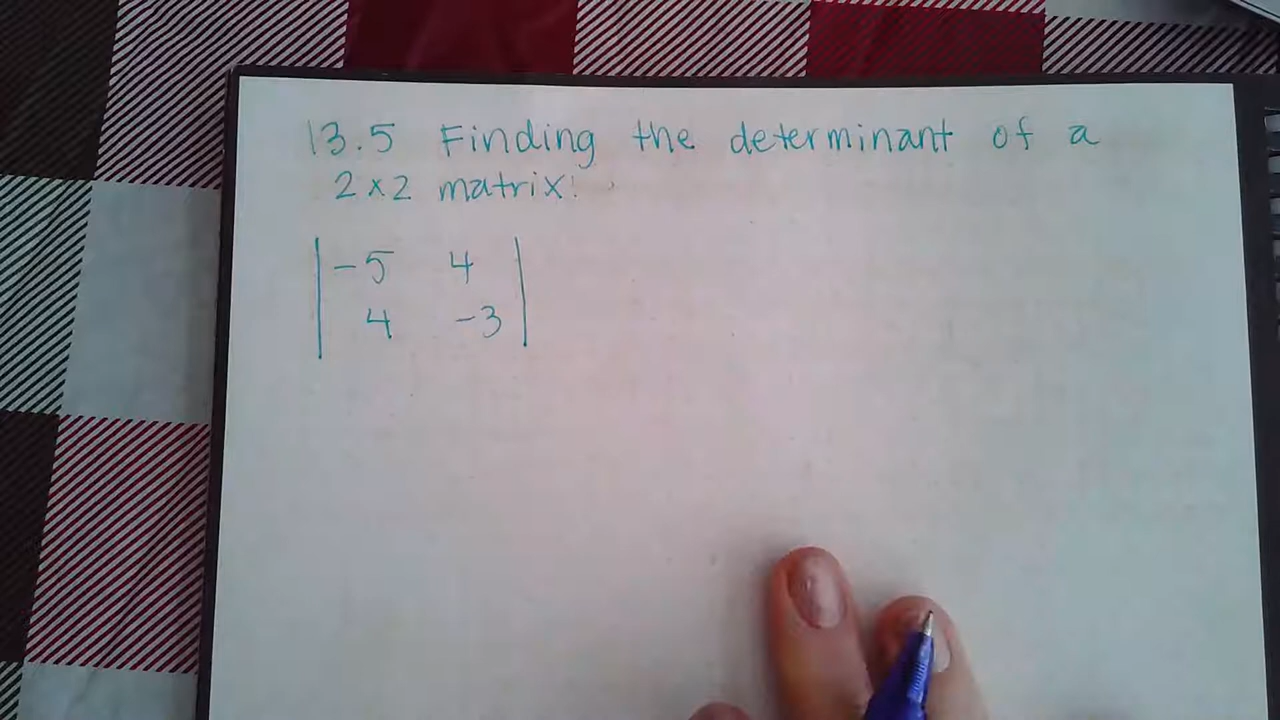 13.5 Finding the determinant of a
2x2 matrix:
|-5 4|
|4 -3|